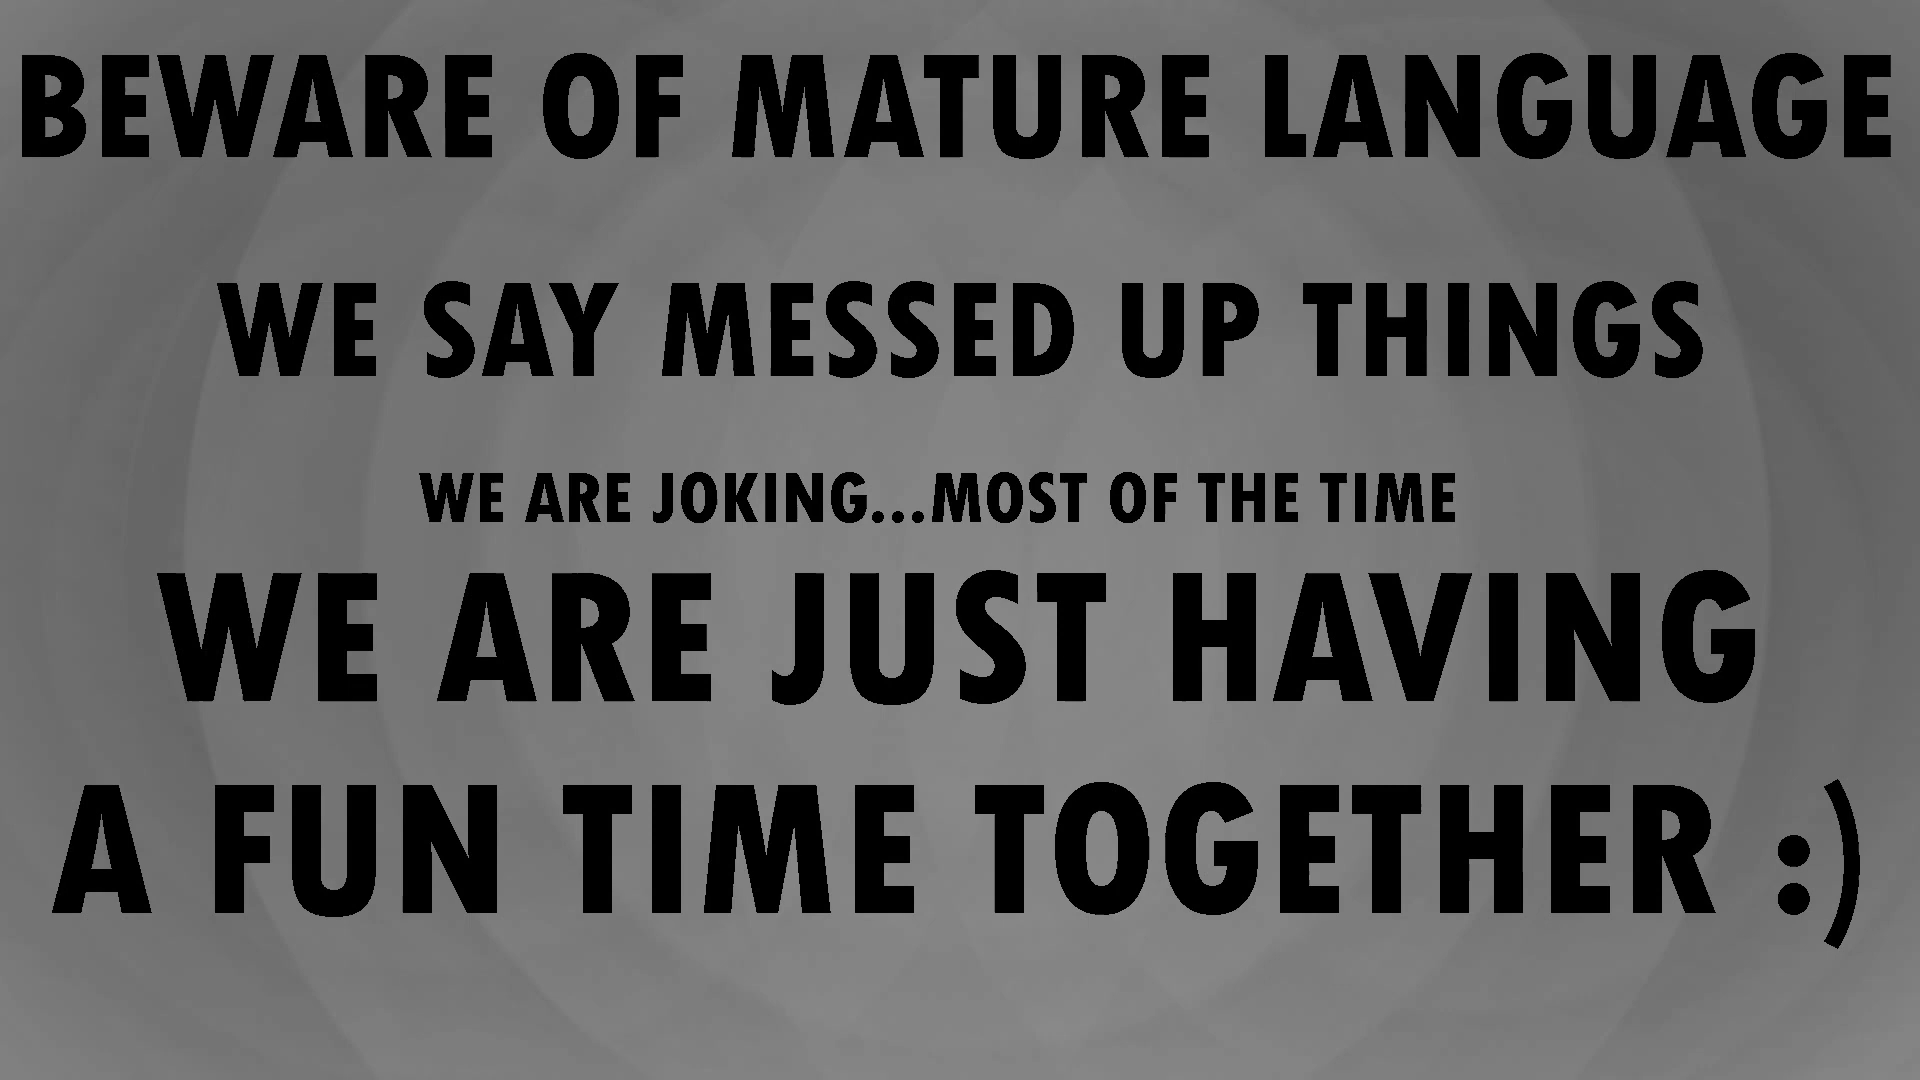 BEWARE OF MATURE LANGUAGE
WE SAY MESSED UP THINGS
WE ARE JOKING...MOST OF THE TIME
WE ARE JUST HAVING
A FUN TIME TOGETHER :)